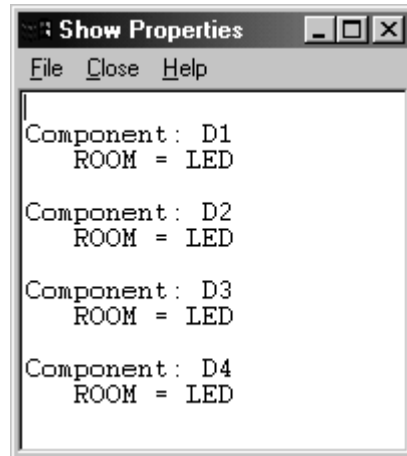 Show Properties
File Close Help
Component: D1
ROOM = LED
Component: D2
ROOM = LED
Component: D3
ROOM = LED
Component: D4
ROOM = LED